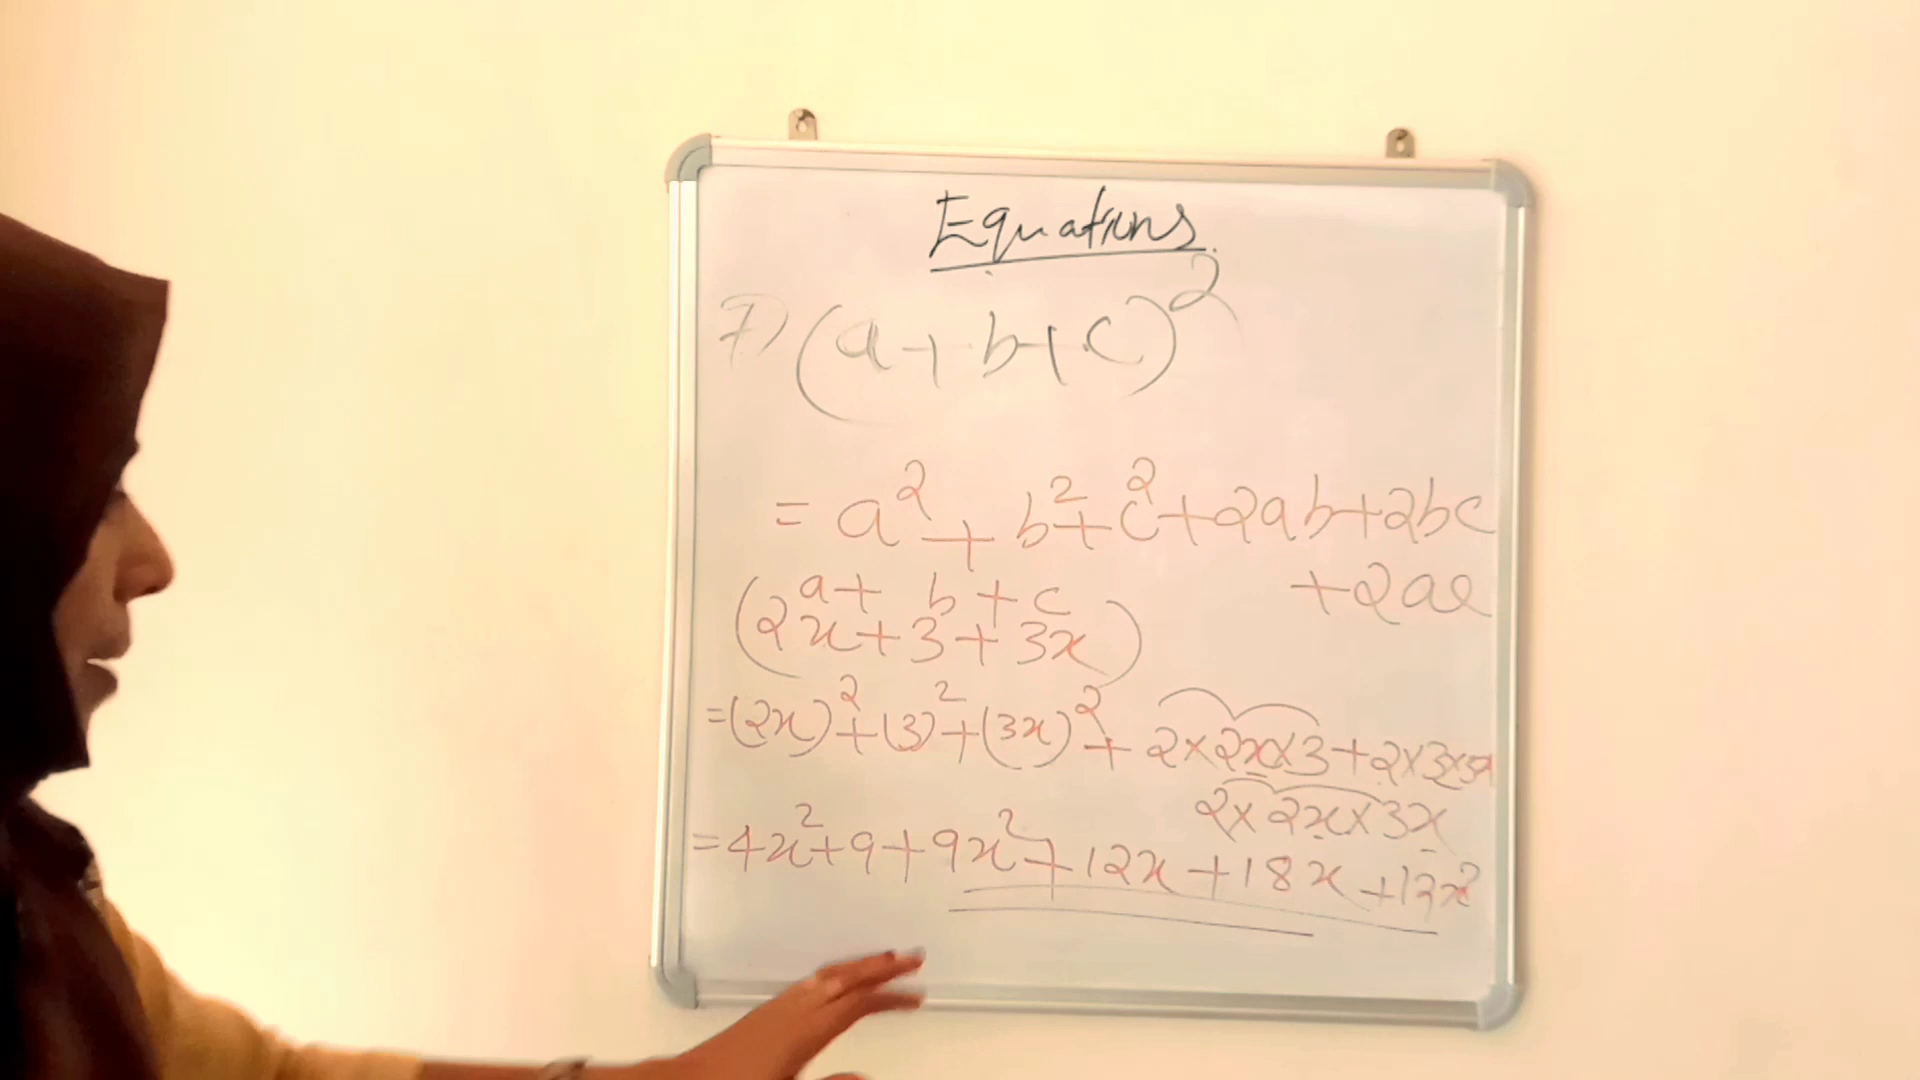 Equations
7) (a+b+c)²
= a² + b² + c² + 2ab + 2bc
+2ac
a + b + c
(2x+3+3x)
=(2x)²+(3)²+(3x)²+ 2×2x×3+2×3×3x
2×2x×3x
=4x²+9+9x²+12x+18x+12x²